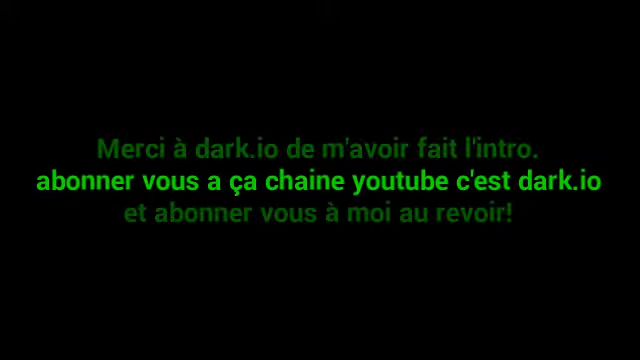 Merci à dark.io de m'avoir fait l'intro.
abonner vous a ça chaine youtube c'est dark.io
et abonner vous à moi au revoir!